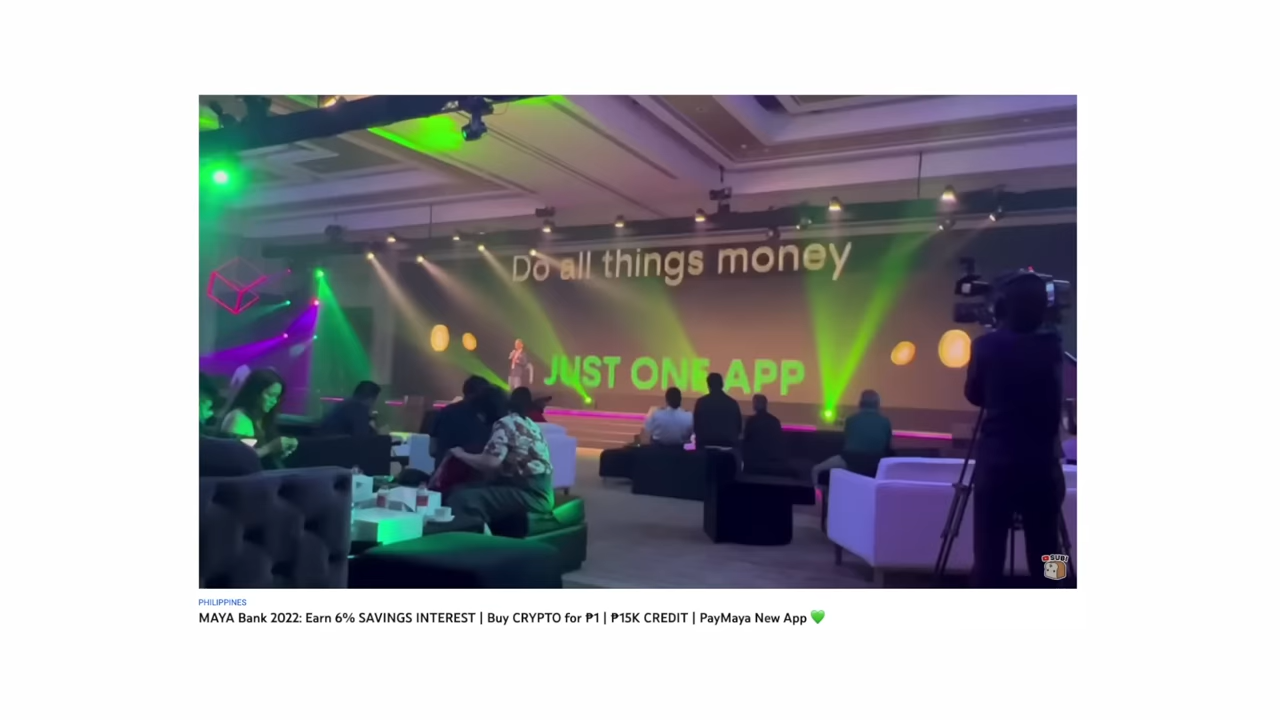 Do all things money
JUST ONE APP
SUB!
PHILIPPINES
MAYA Bank 2022: Earn 6% SAVINGS INTEREST | Buy CRYPTO for ₱1 | ₱15K CREDIT | PayMaya New App 💚